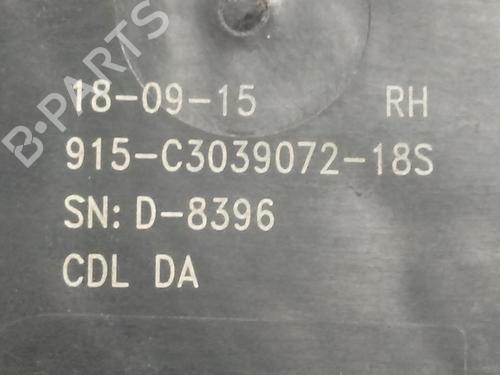 B-PARTS
18-09-15 RH
915-C3039072-18S
SN: D-8396
CDL DA